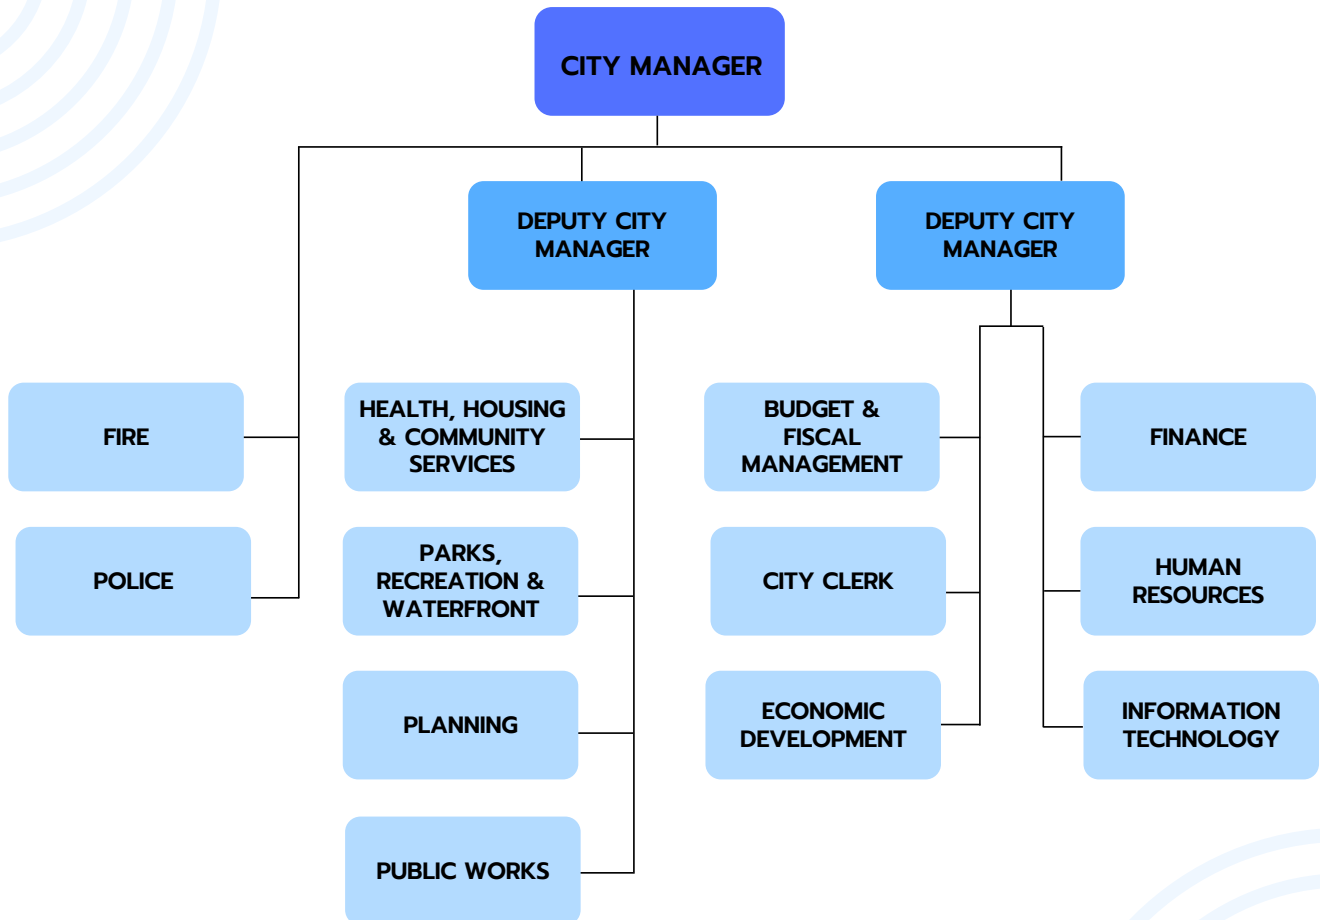 CITY MANAGER
DEPUTY CITY
MANAGER
DEPUTY CITY
MANAGER
FIRE
HEALTH, HOUSING
& COMMUNITY
SERVICES
BUDGET &
FISCAL
MANAGEMENT
FINANCE
POLICE
PARKS,
RECREATION &
WATERFRONT
CITY CLERK
HUMAN
RESOURCES
PLANNING
ECONOMIC
DEVELOPMENT
INFORMATION
TECHNOLOGY
PUBLIC WORKS